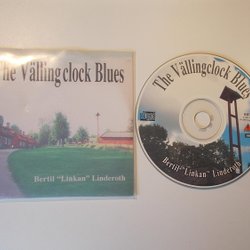 The Vällingclock Blues
Bertil "Linkan" Linderoth
The Vällingclock Blues
Bertil "Linkan" Linderoth